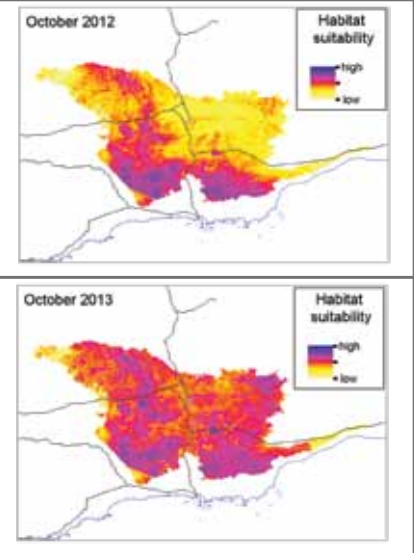 October 2012
Habitat
suitability
high
low
October 2013
Habitat
suitability
high
low